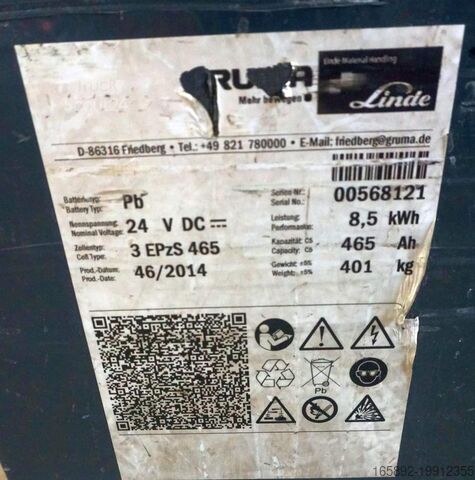 GRUMA
Mehr bewegen
Linde Material Handling
Linde
D-86316 Friedberg • Tel.: +49 821 780000 • E-Mail: friedberg@gruma.de
Batterietyp: Pb
Battery Type:
Serien Nr.: 00568121
Serial No.:
Nennspannung: 24 V DC
Nominal Voltage:
Leistung: 8,5 kWh
Performance:
Zellentyp: 3 EPzS 465
Cell Type:
Kapazität C5 465 Ah
Capacity: C5
Prod.-Datum: 46/2014
Prod.-Date:
Gewicht: ±5% 401 kg
Weight: ±5%
Pb
165892-19912355